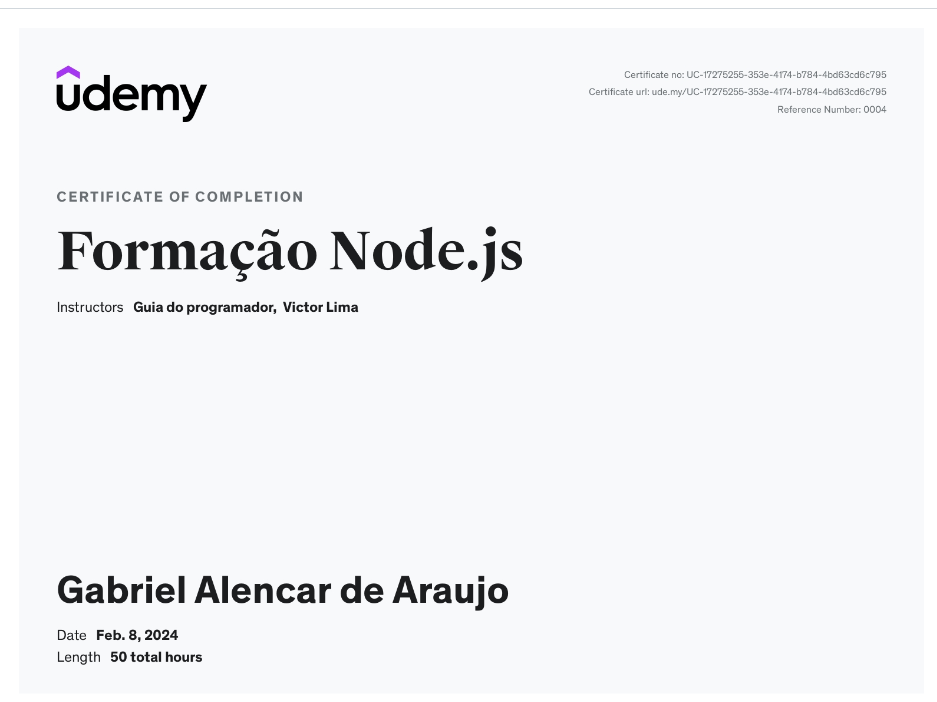 udemy
Certificate no: UC-17275255-353e-4174-b784-4bd63cd6c795
Certificate url: ude.my/UC-17275255-353e-4174-b784-4bd63cd6c795
Reference Number: 0004
CERTIFICATE OF COMPLETION
Formação Node.js
Instructors Guia do programador, Victor Lima
Gabriel Alencar de Araujo
Date Feb. 8, 2024
Length 50 total hours